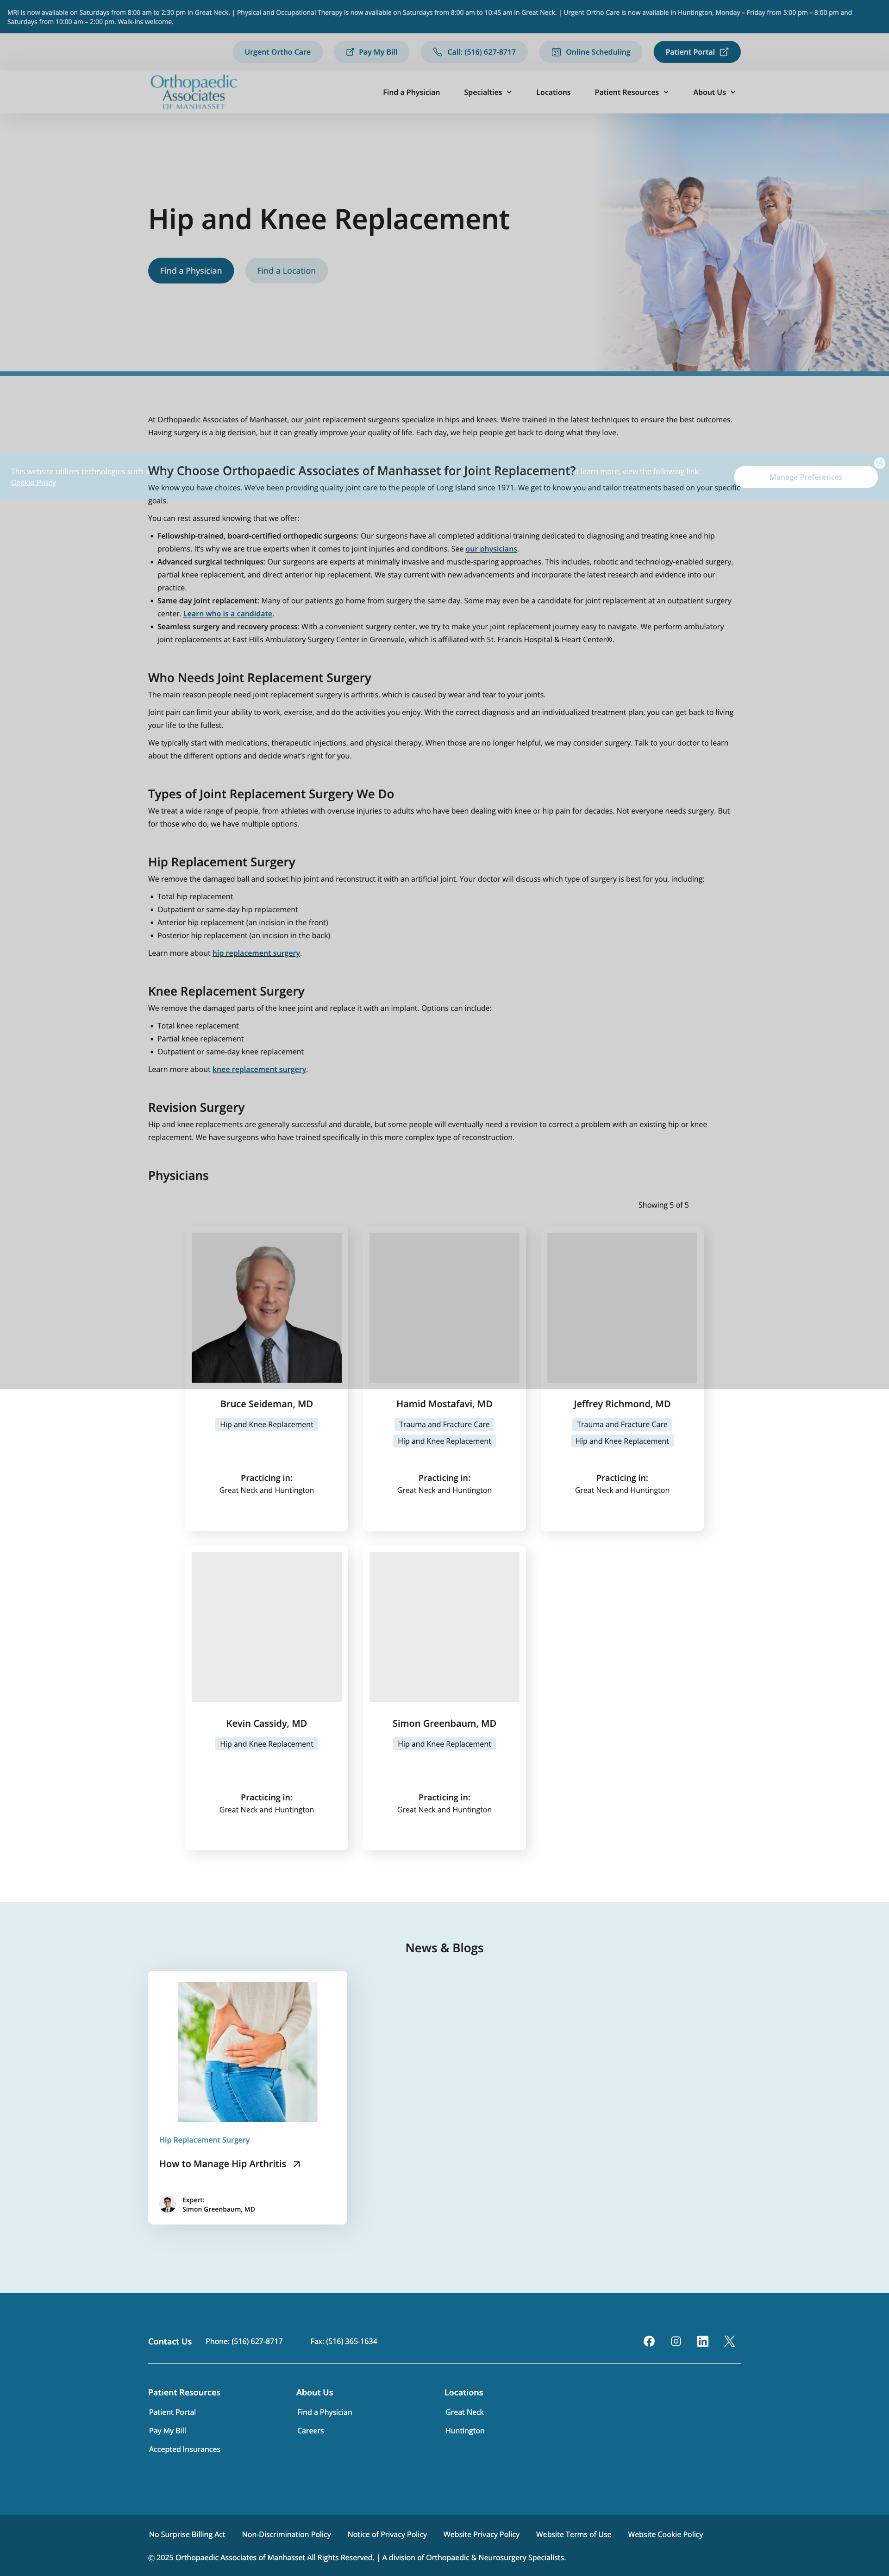 MRI is now available on Saturdays from 8:00 am to 2:30 pm in Great Neck. | Physical and Occupational Therapy is now available on Saturdays from 8:00 am to 10:45 am in Great Neck. | Urgent Ortho Care is now available in Huntington, Monday – Friday from 5:00 pm – 8:00 pm and
Saturdays from 10:00 am – 2:00 pm. Walk-ins welcome.
Urgent Ortho Care
Pay My Bill
Call: (516) 627-8717
Online Scheduling
Patient Portal
Orthopaedic
Associates
OF MANHASSET
Find a Physician
Specialties
Locations
Patient Resources
About Us
Hip and Knee Replacement
Find a Physician
Find a Location
At Orthopaedic Associates of Manhasset, our joint replacement surgeons specialize in hips and knees. We're trained in the latest techniques to ensure the best outcomes.
Having surgery is a big decision, but it can greatly improve your quality of life. Each day, we help people get back to doing what they love.
Why Choose Orthopaedic Associates of Manhasset for Joint Replacement?
This website utilizes technologies such
learn more, view the following link:
Cookie Policy
Manage Preferences
We know you have choices. We've been providing quality joint care to the people of Long Island since 1971. We get to know you and tailor treatments based on your specific
goals.
You can rest assured knowing that we offer:
Fellowship-trained, board-certified orthopedic surgeons: Our surgeons have all completed additional training dedicated to diagnosing and treating knee and hip
problems. It's why we are true experts when it comes to joint injuries and conditions. See our physicians.
Advanced surgical techniques: Our surgeons are experts at minimally invasive and muscle-sparing approaches. This includes, robotic and technology-enabled surgery,
partial knee replacement, and direct anterior hip replacement. We stay current with new advancements and incorporate the latest research and evidence into our
practice.
Same day joint replacement: Many of our patients go home from surgery the same day. Some may even be a candidate for joint replacement at an outpatient surgery
center. Learn who is a candidate.
Seamless surgery and recovery process: With a convenient surgery center, we try to make your joint replacement journey easy to navigate. We perform ambulatory
joint replacements at East Hills Ambulatory Surgery Center in Greenvale, which is affiliated with St. Francis Hospital & Heart Center®.
Who Needs Joint Replacement Surgery
The main reason people need joint replacement surgery is arthritis, which is caused by wear and tear to your joints.
Joint pain can limit your ability to work, exercise, and do the activities you enjoy. With the correct diagnosis and an individualized treatment plan, you can get back to living
your life to the fullest.
We typically start with medications, therapeutic injections, and physical therapy. When those are no longer helpful, we may consider surgery. Talk to your doctor to learn
about the different options and decide what's right for you.
Types of Joint Replacement Surgery We Do
We treat a wide range of people, from athletes with overuse injuries to adults who have been dealing with knee or hip pain for decades. Not everyone needs surgery. But
for those who do, we have multiple options.
Hip Replacement Surgery
We remove the damaged ball and socket hip joint and reconstruct it with an artificial joint. Your doctor will discuss which type of surgery is best for you, including:
Total hip replacement
Outpatient or same-day hip replacement
Anterior hip replacement (an incision in the front)
Posterior hip replacement (an incision in the back)
Learn more about hip replacement surgery.
Knee Replacement Surgery
We remove the damaged parts of the knee joint and replace it with an implant. Options can include:
Total knee replacement
Partial knee replacement
Outpatient or same-day knee replacement
Learn more about knee replacement surgery.
Revision Surgery
Hip and knee replacements are generally successful and durable, but some people will eventually need a revision to correct a problem with an existing hip or knee
replacement. We have surgeons who have trained specifically in this more complex type of reconstruction.
Physicians
Showing 5 of 5
Bruce Seideman, MD
Hip and Knee Replacement
Practicing in:
Great Neck and Huntington
Hamid Mostafavi, MD
Trauma and Fracture Care
Hip and Knee Replacement
Practicing in:
Great Neck and Huntington
Jeffrey Richmond, MD
Trauma and Fracture Care
Hip and Knee Replacement
Practicing in:
Great Neck and Huntington
Kevin Cassidy, MD
Hip and Knee Replacement
Practicing in:
Great Neck and Huntington
Simon Greenbaum, MD
Hip and Knee Replacement
Practicing in:
Great Neck and Huntington
News & Blogs
Hip Replacement Surgery
How to Manage Hip Arthritis
Expert:
Simon Greenbaum, MD
Contact Us
Phone: (516) 627-8717
Fax: (516) 365-1634
Patient Resources
Patient Portal
Pay My Bill
Accepted Insurances
About Us
Find a Physician
Careers
Locations
Great Neck
Huntington
No Surprise Billing Act
Non-Discrimination Policy
Notice of Privacy Policy
Website Privacy Policy
Website Terms of Use
Website Cookie Policy
© 2025 Orthopaedic Associates of Manhasset All Rights Reserved. | A division of Orthopaedic & Neurosurgery Specialists.